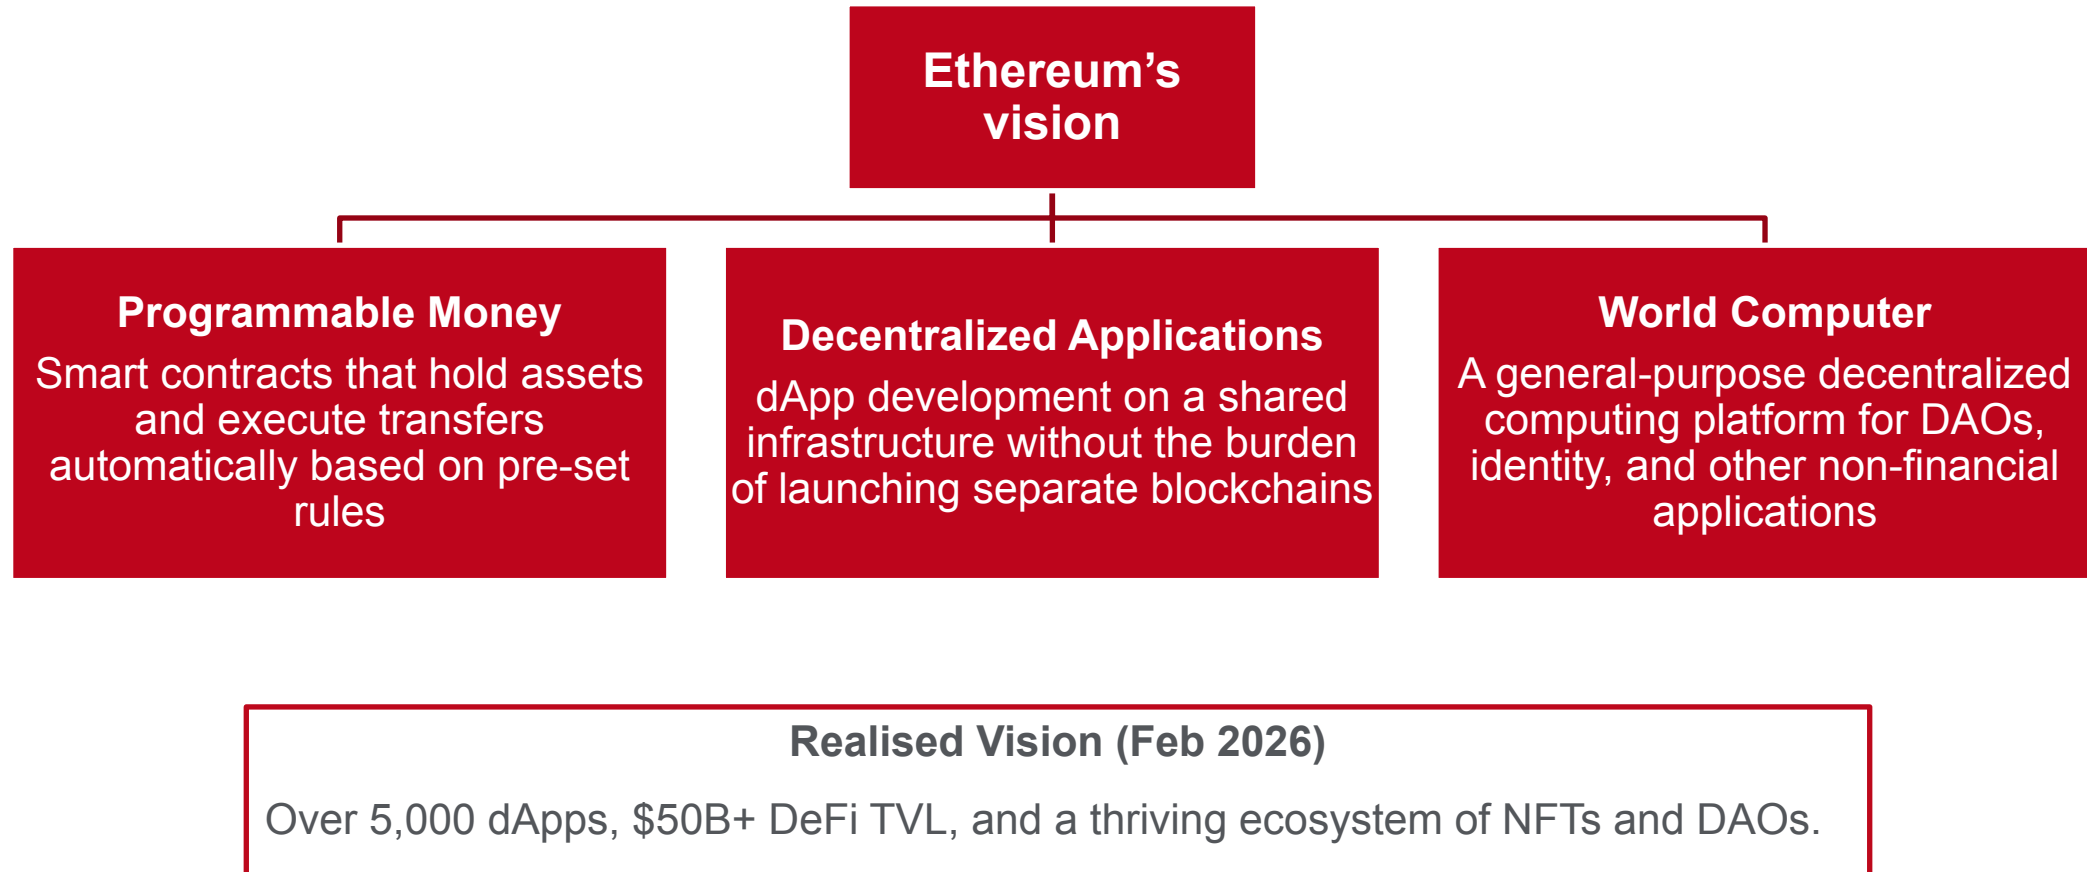 Ethereum’s
vision
Programmable Money
Smart contracts that hold assets
and execute transfers
automatically based on pre-set
rules
Decentralized Applications
dApp development on a shared
infrastructure without the burden
of launching separate blockchains
World Computer
A general-purpose decentralized
computing platform for DAOs,
identity, and other non-financial
applications
Realised Vision (Feb 2026)
Over 5,000 dApps, $50B+ DeFi TVL, and a thriving ecosystem of NFTs and DAOs.